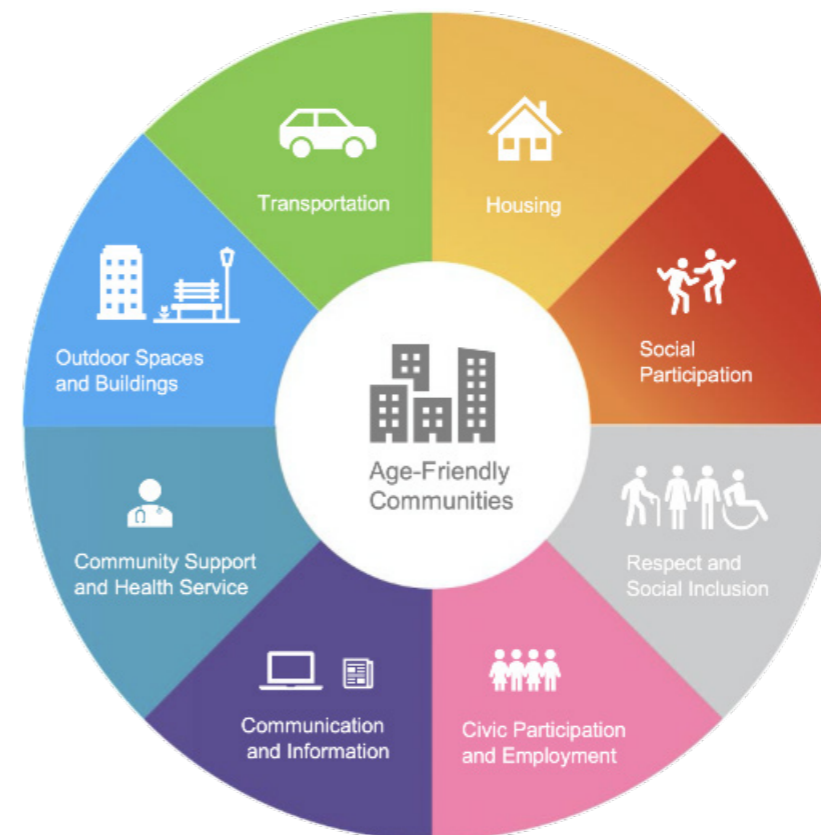 Transportation
Housing
Outdoor Spaces
and Buildings
Social
Participation
Age-Friendly
Communities
Community Support
and Health Service
Respect and
Social Inclusion
Communication
and Information
Civic Participation
and Employment